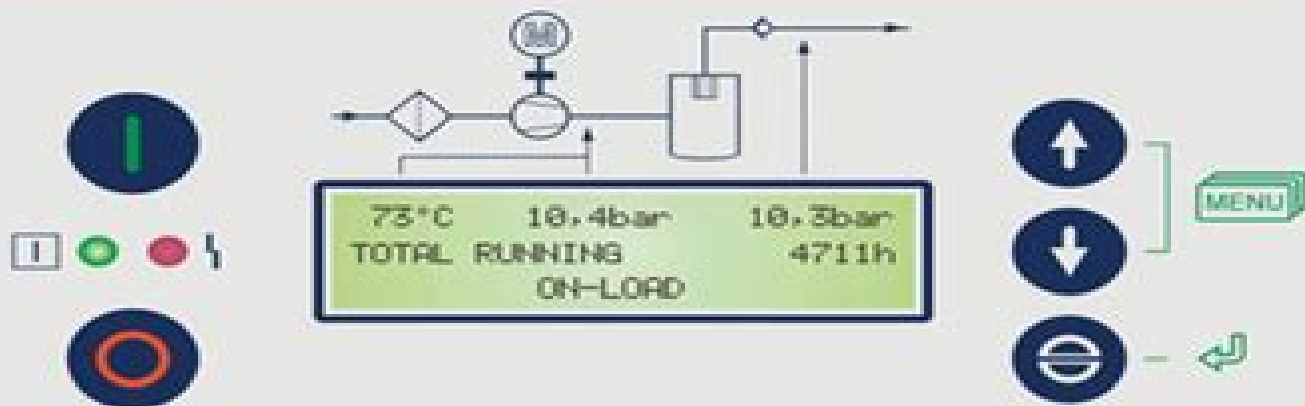 M
73°C 10.4bar 10.3bar
TOTAL RUNNING 4711h
ON-LOAD
MENU
I